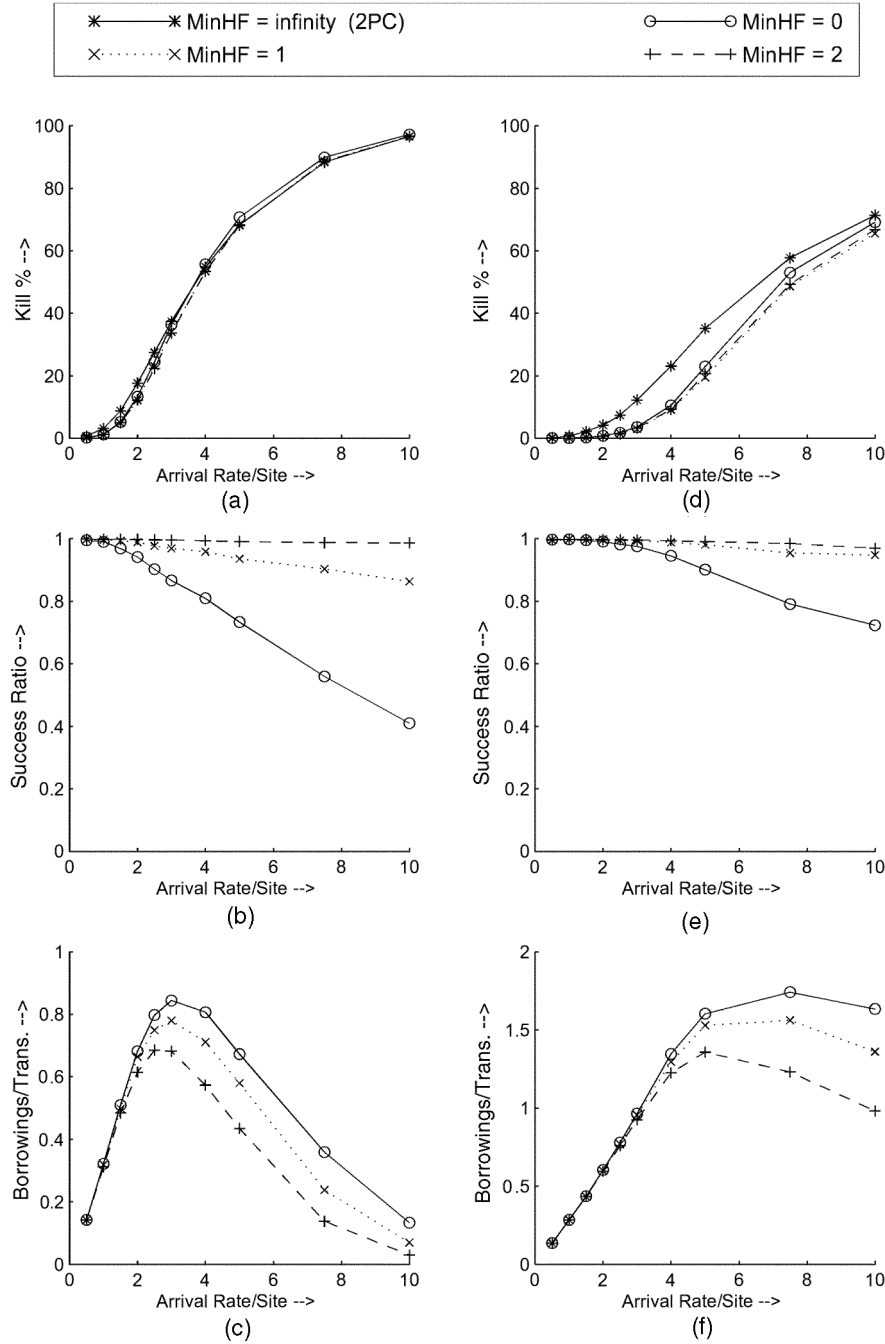 MinHF = infinity (2PC)
MinHF = 0
MinHF = 1
MinHF = 2
100
80
60
40
20
0
Kill % -->
0 2 4 6 8 10
Arrival Rate/Site -->
(a)
100
80
60
40
20
0
Kill % -->
0 2 4 6 8 10
Arrival Rate/Site -->
(d)
1
0.8
0.6
0.4
0.2
0
Success Ratio -->
0 2 4 6 8 10
Arrival Rate/Site -->
(b)
1
0.8
0.6
0.4
0.2
0
Success Ratio -->
0 2 4 6 8 10
Arrival Rate/Site -->
(e)
1
0.8
0.6
0.4
0.2
0
Borrowings/Trans. -->
0 2 4 6 8 10
Arrival Rate/Site -->
(c)
2
1.5
1
0.5
0
Borrowings/Trans. -->
0 2 4 6 8 10
Arrival Rate/Site -->
(f)